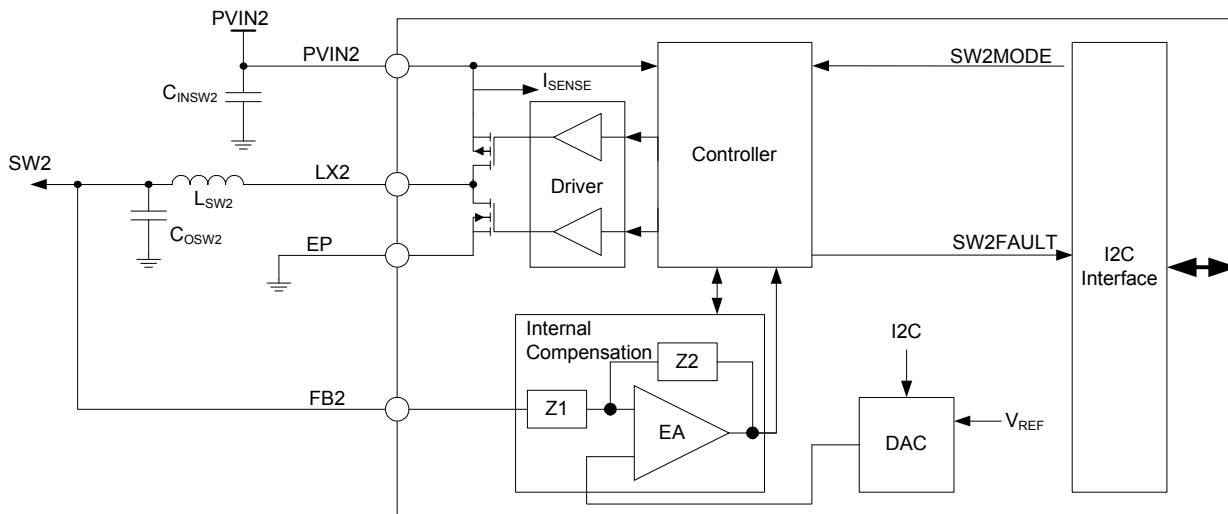 PVIN2
PVIN2
SW2MODE
C_INSW2
I_SENSE
Controller
SW2
LX2
Driver
L_SW2
C_OSW2
EP
SW2FAULT
I2C
Interface
Internal
Compensation
I2C
Z2
FB2
Z1
EA
DAC
V_REF